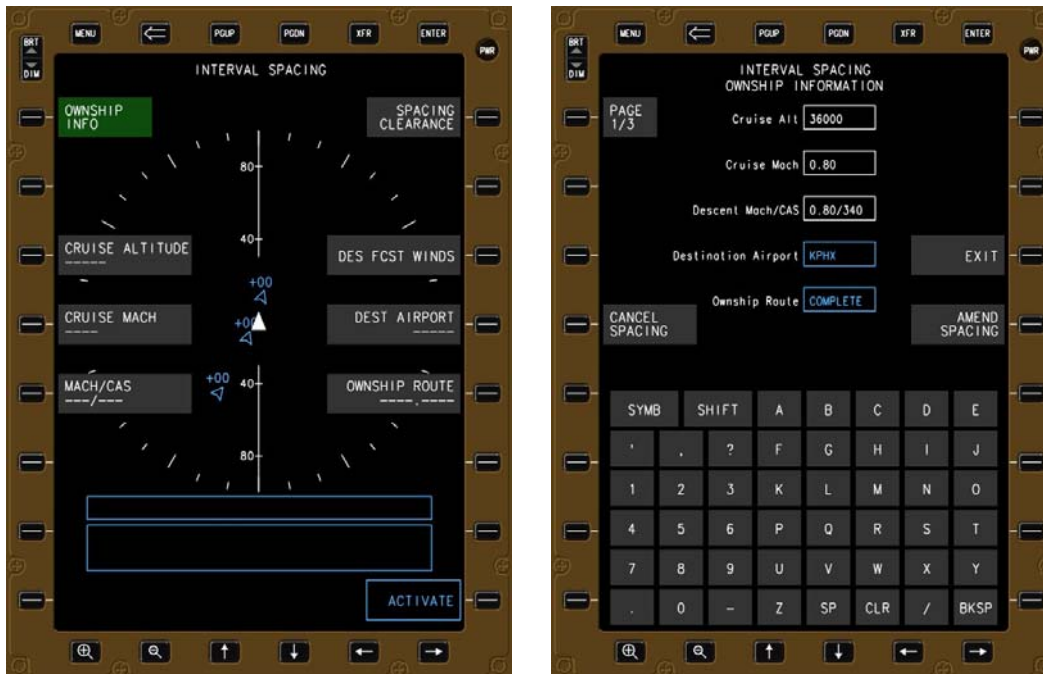 MENU
PGUP
PGDN
XFR
ENTER
BRT
DIM
PWR
INTERVAL SPACING
OWNSHIP
INFO
SPACING
CLEARANCE
80
40
CRUISE ALTITUDE
-----
DES FCST WINDS
+00
CRUISE MACH
----
+00
DEST AIRPORT
-----
MACH/CAS
---/---
+00
40
OWNSHIP ROUTE
----.----
80
ACTIVATE
MENU
PGUP
PGDN
XFR
ENTER
BRT
DIM
PWR
INTERVAL SPACING
OWNSHIP INFORMATION
PAGE
1/3
Cruise Alt 36000
Cruise Mach 0.80
Descent Mach/CAS 0.80/340
Destination Airport KPHX
EXIT
Ownship Route COMPLETE
CANCEL
SPACING
AMEND
SPACING
SYMB SHIFT A B C D E
' , ? F G H I J
1 2 3 K L M N O
4 5 6 P Q R S T
7 8 9 U V W X Y
. 0 - Z SP CLR / BKSP